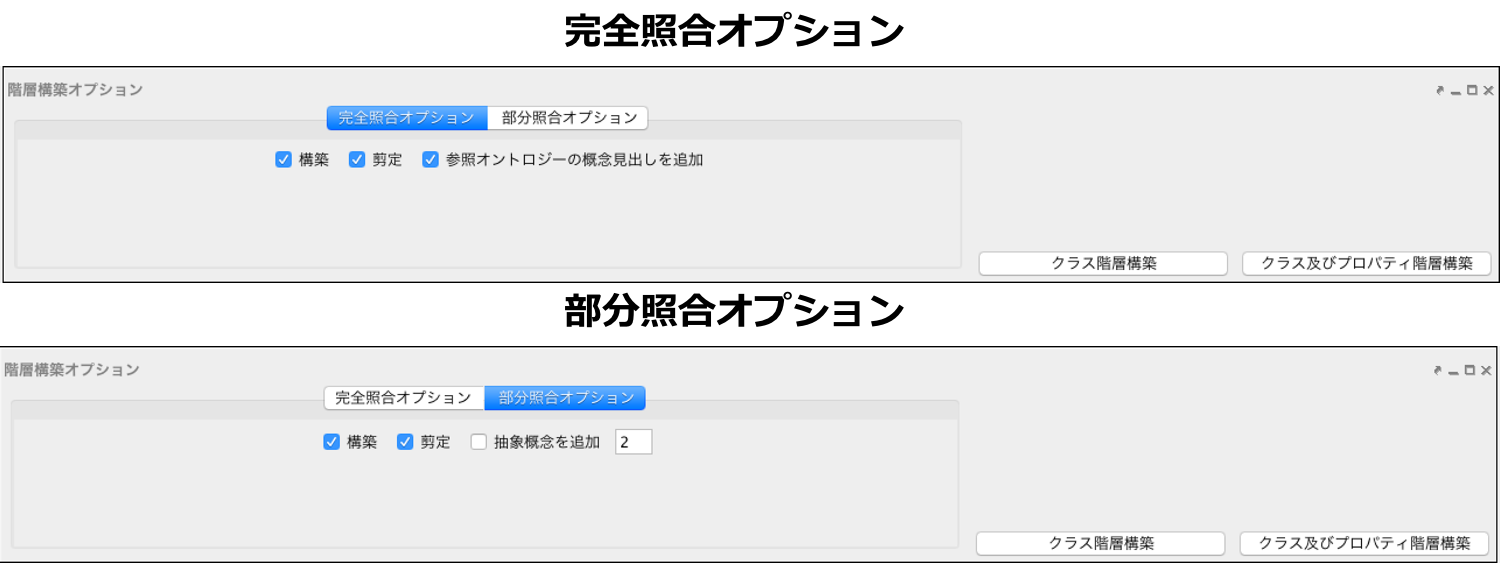 完全照合オプション
階層構築オプション
完全照合オプション 部分照合オプション
構築 剪定 参照オントロジーの概念見出しを追加
クラス階層構築 クラス及びプロパティ階層構築
部分照合オプション
階層構築オプション
完全照合オプション 部分照合オプション
構築 剪定 抽象概念を追加 2
クラス階層構築 クラス及びプロパティ階層構築